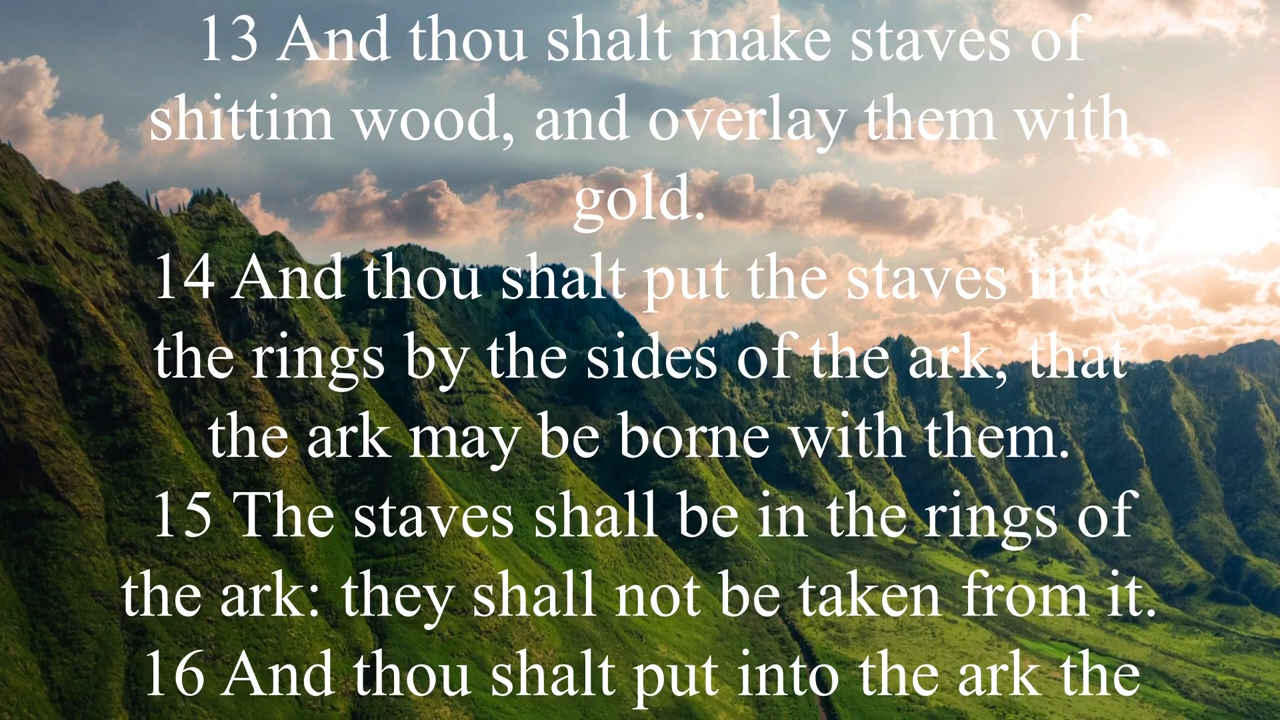 13 And thou shalt make staves of
shittim wood, and overlay them with
gold.
14 And thou shalt put the staves into
the rings by the sides of the ark, that
the ark may be borne with them.
15 The staves shall be in the rings of
the ark: they shall not be taken from it.
16 And thou shalt put into the ark the